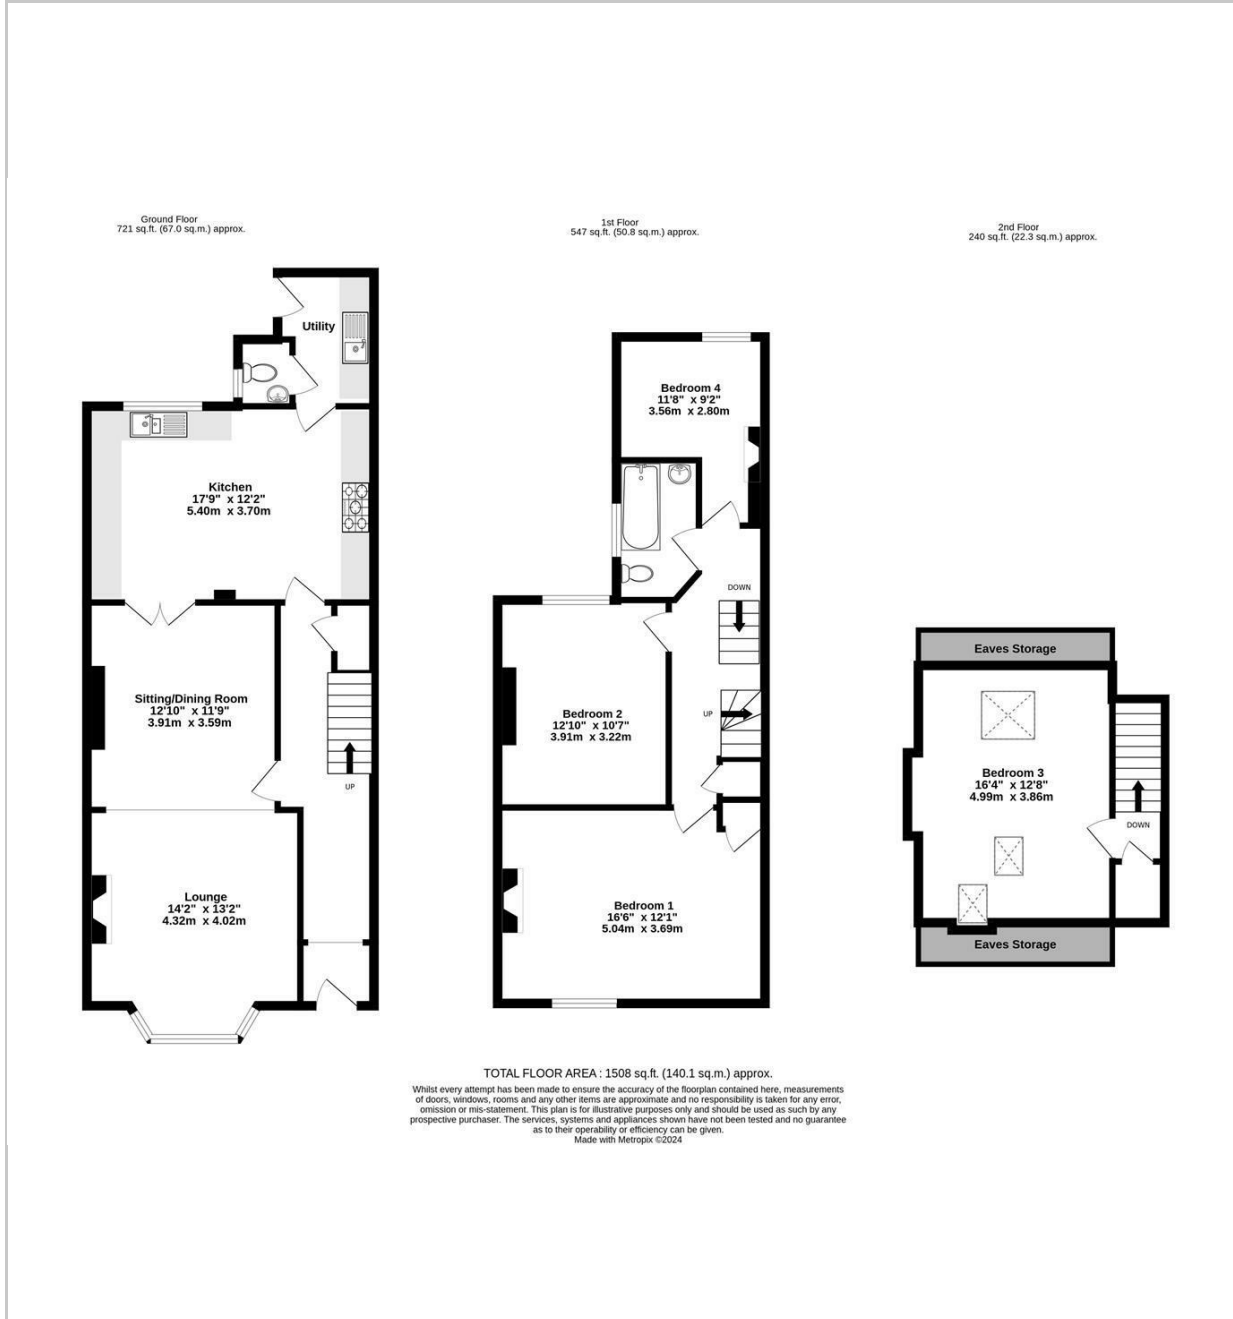 Ground Floor
721 sq.ft. (67.0 sq.m.) approx.
Utility
Kitchen
17'9" x 12'2"
5.40m x 3.70m
Sitting/Dining Room
12'10" x 11'9"
3.91m x 3.59m
UP
Lounge
14'2" x 13'2"
4.32m x 4.02m
1st Floor
547 sq.ft. (50.8 sq.m.) approx.
Bedroom 4
11'8" x 9'2"
3.56m x 2.80m
DOWN
Bedroom 2
12'10" x 10'7"
3.91m x 3.22m
UP
Bedroom 1
16'6" x 12'1"
5.04m x 3.69m
2nd Floor
240 sq.ft. (22.3 sq.m.) approx.
Eaves Storage
Bedroom 3
16'4" x 12'8"
4.99m x 3.86m
DOWN
Eaves Storage
TOTAL FLOOR AREA : 1508 sq.ft. (140.1 sq.m.) approx.
Whilst every attempt has been made to ensure the accuracy of the floorplan contained here, measurements
of doors, windows, rooms and any other items are approximate and no responsibility is taken for any error,
omission or mis-statement. This plan is for illustrative purposes only and should be used as such by any
prospective purchaser. The services, systems and appliances shown have not been tested and no guarantee
as to their operability or efficiency can be given.
Made with Metropix ©2024